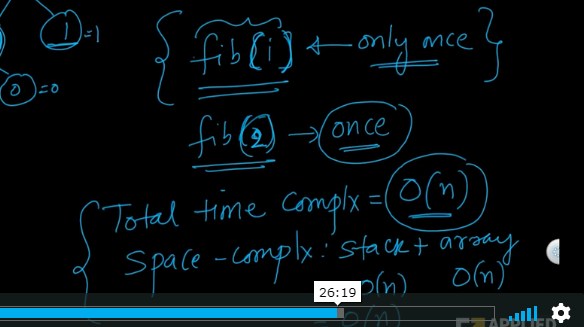 1 =1
0 =0
fib(i) ← only once
fib(2) → once
Total time complx = O(n)
space-complx: stack + array
O(n) O(n)
26:19
= O(n)
APPLIED